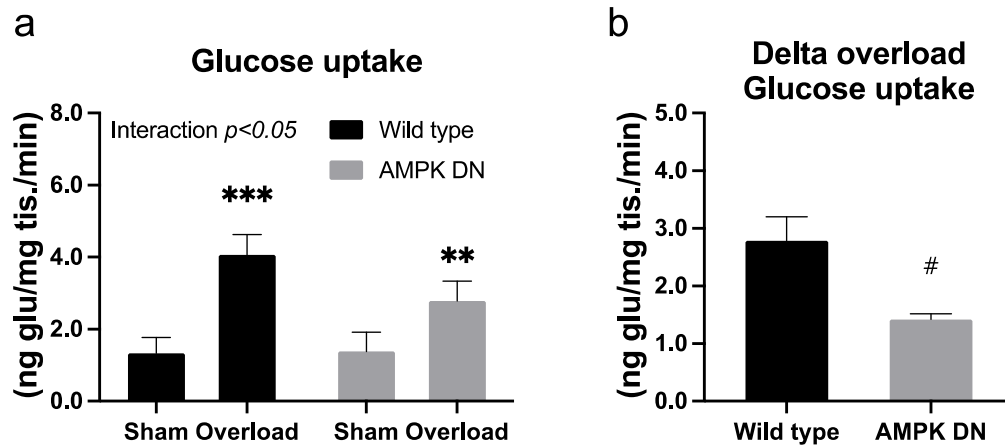 a
Glucose uptake
(ng glu/mg tis./min)
8.0
6.0
4.0
2.0
0.0
Interaction p<0.05
Wild type
AMPK DN
***
**
Sham Overload
Sham Overload
b
Delta overload
Glucose uptake
(ng glu/mg tis./min)
5.0
4.0
3.0
2.0
1.0
0.0
#
Wild type
AMPK DN